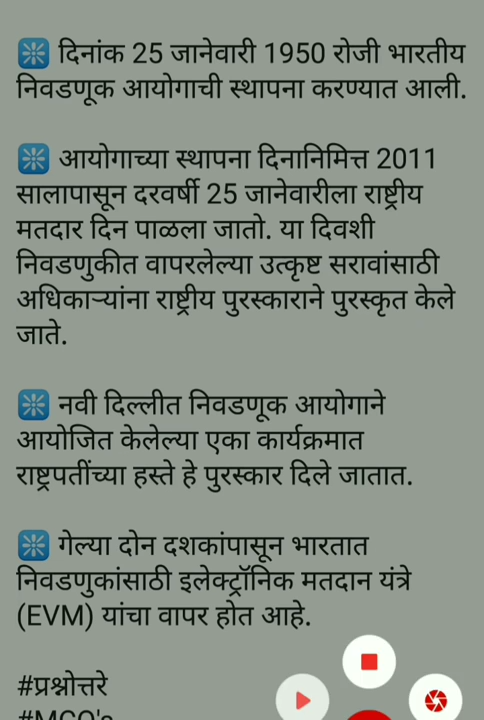 ❇️ दिनांक 25 जानेवारी 1950 रोजी भारतीय
निवडणूक आयोगाची स्थापना करण्यात आली.
❇️ आयोगाच्या स्थापना दिनानिमित्त 2011
सालापासून दरवर्षी 25 जानेवारीला राष्ट्रीय
मतदार दिन पाळला जातो. या दिवशी
निवडणुकीत वापरलेल्या उत्कृष्ट सरावांसाठी
अधिकाऱ्यांना राष्ट्रीय पुरस्काराने पुरस्कृत केले
जाते.
❇️ नवी दिल्लीत निवडणूक आयोगाने
आयोजित केलेल्या एका कार्यक्रमात
राष्ट्रपतींच्या हस्ते हे पुरस्कार दिले जातात.
❇️ गेल्या दोन दशकांपासून भारतात
निवडणुकांसाठी इलेक्ट्रॉनिक मतदान यंत्रे
(EVM) यांचा वापर होत आहे.
#प्रश्नोत्तरे
#MCQ's